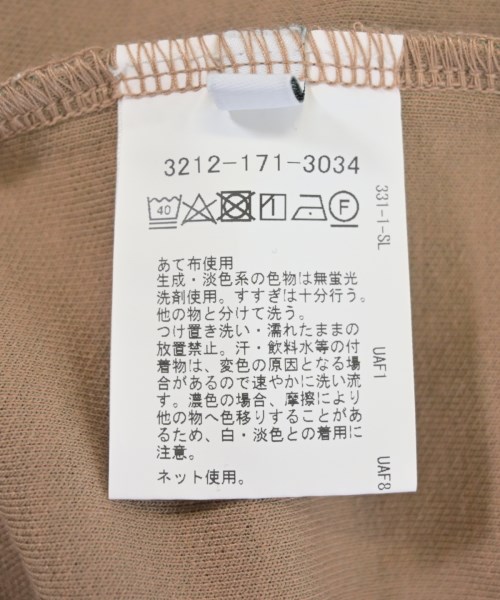 3212-171-3034
40 F
あて布使用
生成・淡色系の色物は無蛍光
洗剤使用。すすぎは十分行う。
他の物と分けて洗う。
つけ置き洗い・濡れたままの
放置禁止。汗・飲料水等の付
着物は、変色の原因となる場
合があるので速やかに洗い流
す。濃色の場合、摩擦により
他の物へ色移りすることがあ
るため、白・淡色との着用に
注意。
ネット使用。
331-1-SL
UAF1
UAF8